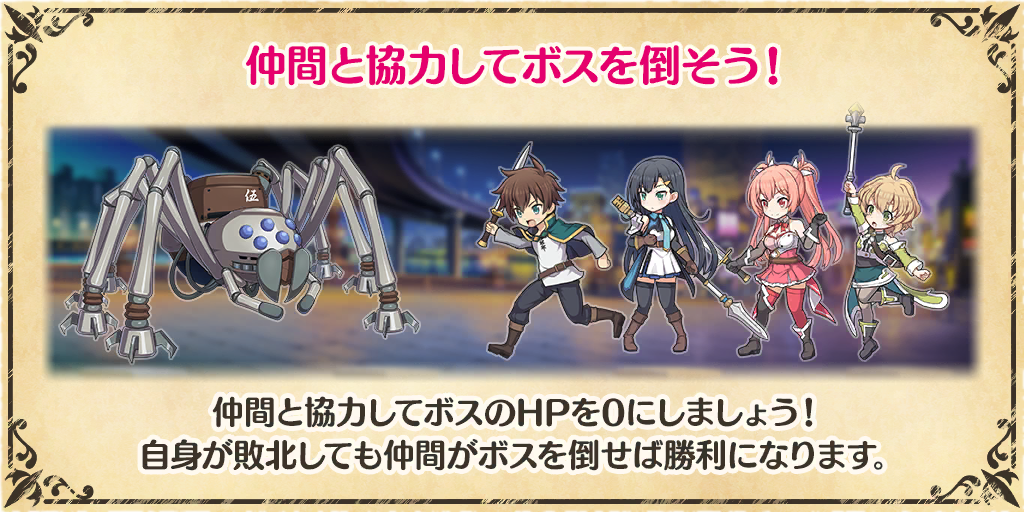 仲間と協力してボスを倒そう！
伍
仲間と協力してボスのHPを0にしましょう！
自身が敗北しても仲間がボスを倒せば勝利になります。